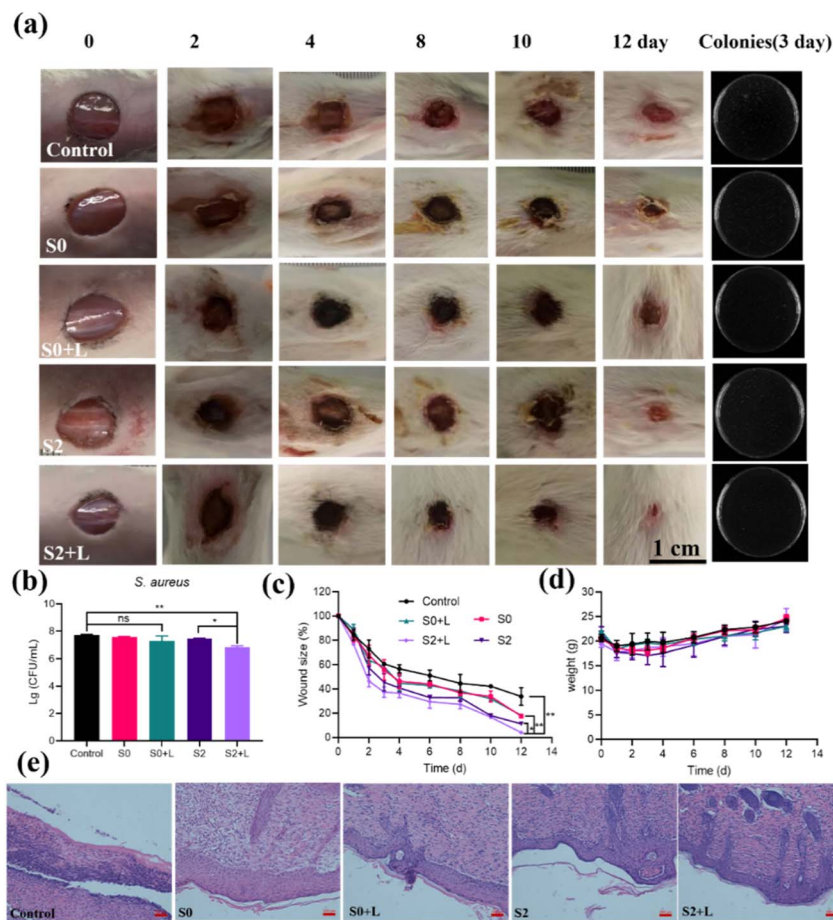 (a)
0 2 4 8 10 12 day Colonies(3 day)
Control
S0
S0+L
S2
S2+L
1 cm
(b)
S. aureus
Lg (CFU/mL)
10
8
6
4
2
0
ns
**
*
Control S0 S0+L S2 S2+L
(c)
Wound size (%)
120
100
80
60
40
20
0
Control
S0+L S0
S2+L S2
*
**
**
0 2 4 6 8 10 12 14
Time (d)
(d)
weight (g)
30
25
20
15
10
5
0
0 2 4 6 8 10 12 14
Time (d)
(e)
Control
S0
S0+L
S2
S2+L